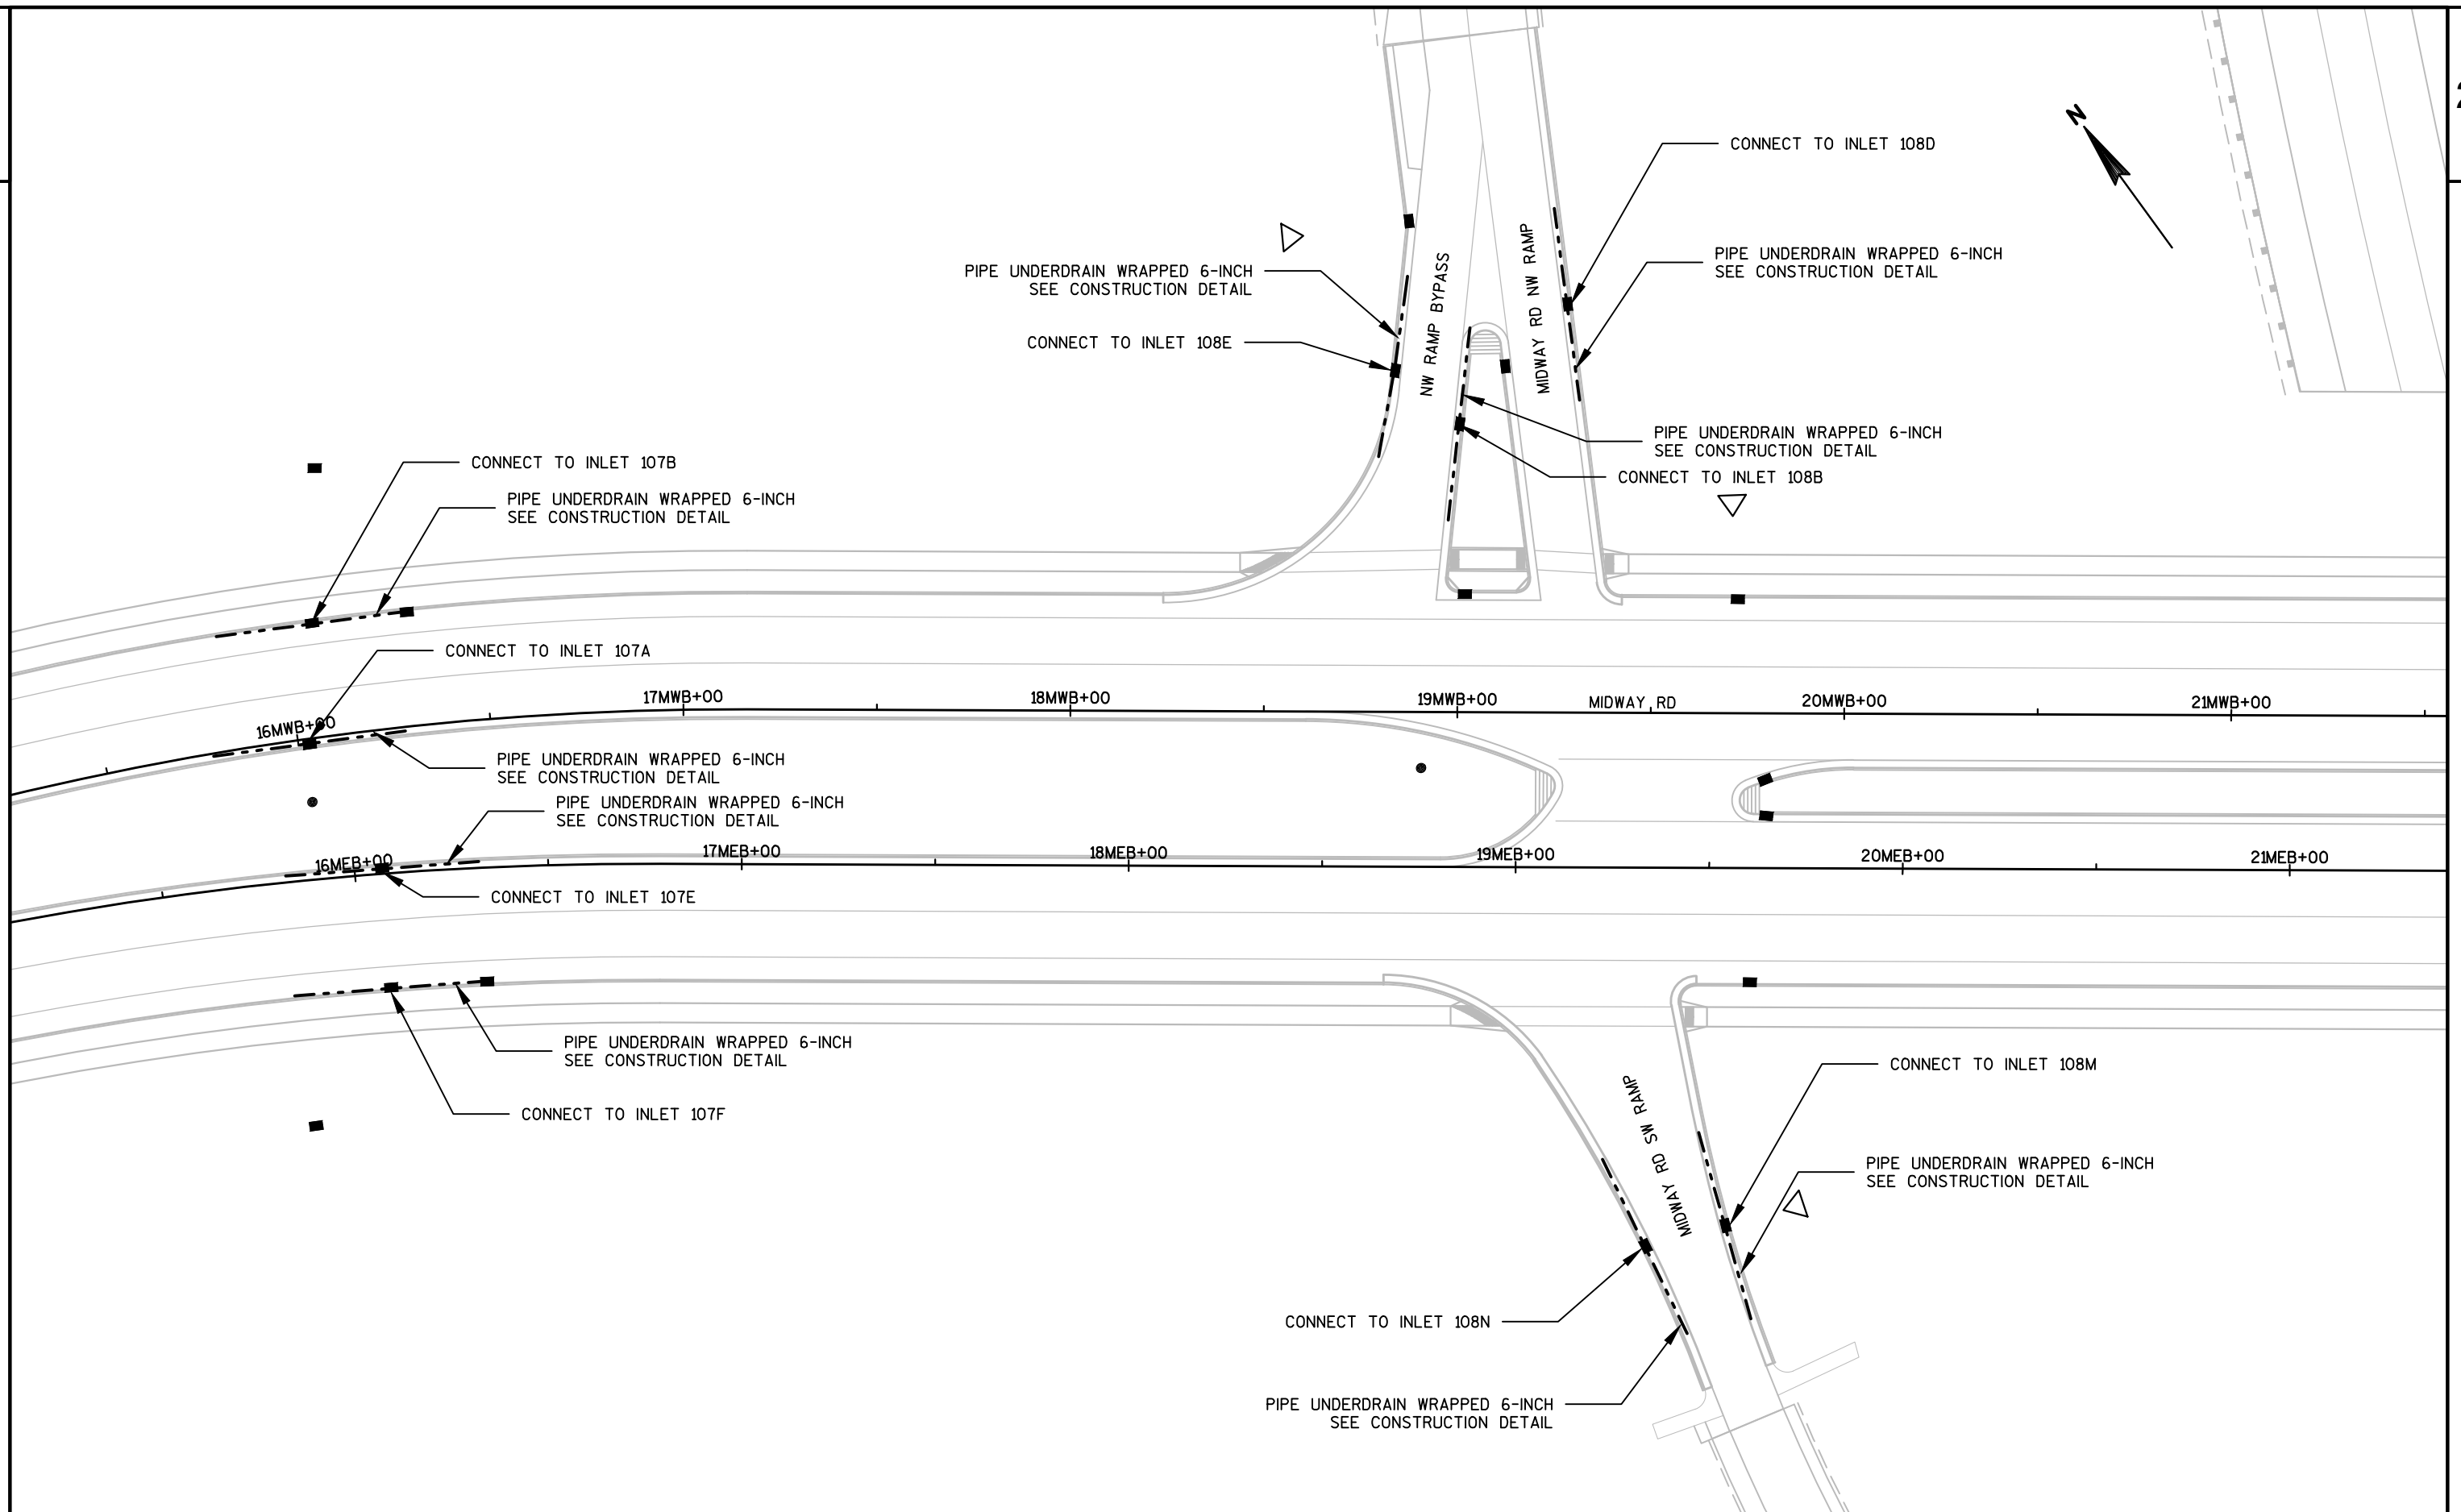 N
CONNECT TO INLET 108D
PIPE UNDERDRAIN WRAPPED 6-INCH
SEE CONSTRUCTION DETAIL
PIPE UNDERDRAIN WRAPPED 6-INCH
SEE CONSTRUCTION DETAIL
CONNECT TO INLET 108E
NW RAMP BYPASS
MIDWAY RD NW RAMP
PIPE UNDERDRAIN WRAPPED 6-INCH
SEE CONSTRUCTION DETAIL
CONNECT TO INLET 108B
CONNECT TO INLET 107B
PIPE UNDERDRAIN WRAPPED 6-INCH
SEE CONSTRUCTION DETAIL
CONNECT TO INLET 107A
16MWB+00
17MWB+00
18MWB+00
19MWB+00
MIDWAY RD
20MWB+00
21MWB+00
PIPE UNDERDRAIN WRAPPED 6-INCH
SEE CONSTRUCTION DETAIL
PIPE UNDERDRAIN WRAPPED 6-INCH
SEE CONSTRUCTION DETAIL
16MEB+00
17MEB+00
18MEB+00
19MEB+00
20MEB+00
21MEB+00
CONNECT TO INLET 107E
PIPE UNDERDRAIN WRAPPED 6-INCH
SEE CONSTRUCTION DETAIL
CONNECT TO INLET 107F
MIDWAY RD SW RAMP
CONNECT TO INLET 108M
PIPE UNDERDRAIN WRAPPED 6-INCH
SEE CONSTRUCTION DETAIL
CONNECT TO INLET 108N
PIPE UNDERDRAIN WRAPPED 6-INCH
SEE CONSTRUCTION DETAIL